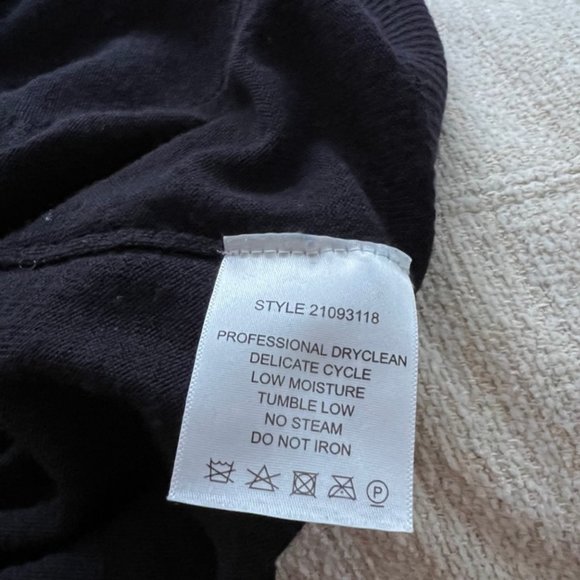 STYLE 21093118
PROFESSIONAL DRYCLEAN
DELICATE CYCLE
LOW MOISTURE
TUMBLE LOW
NO STEAM
DO NOT IRON
P